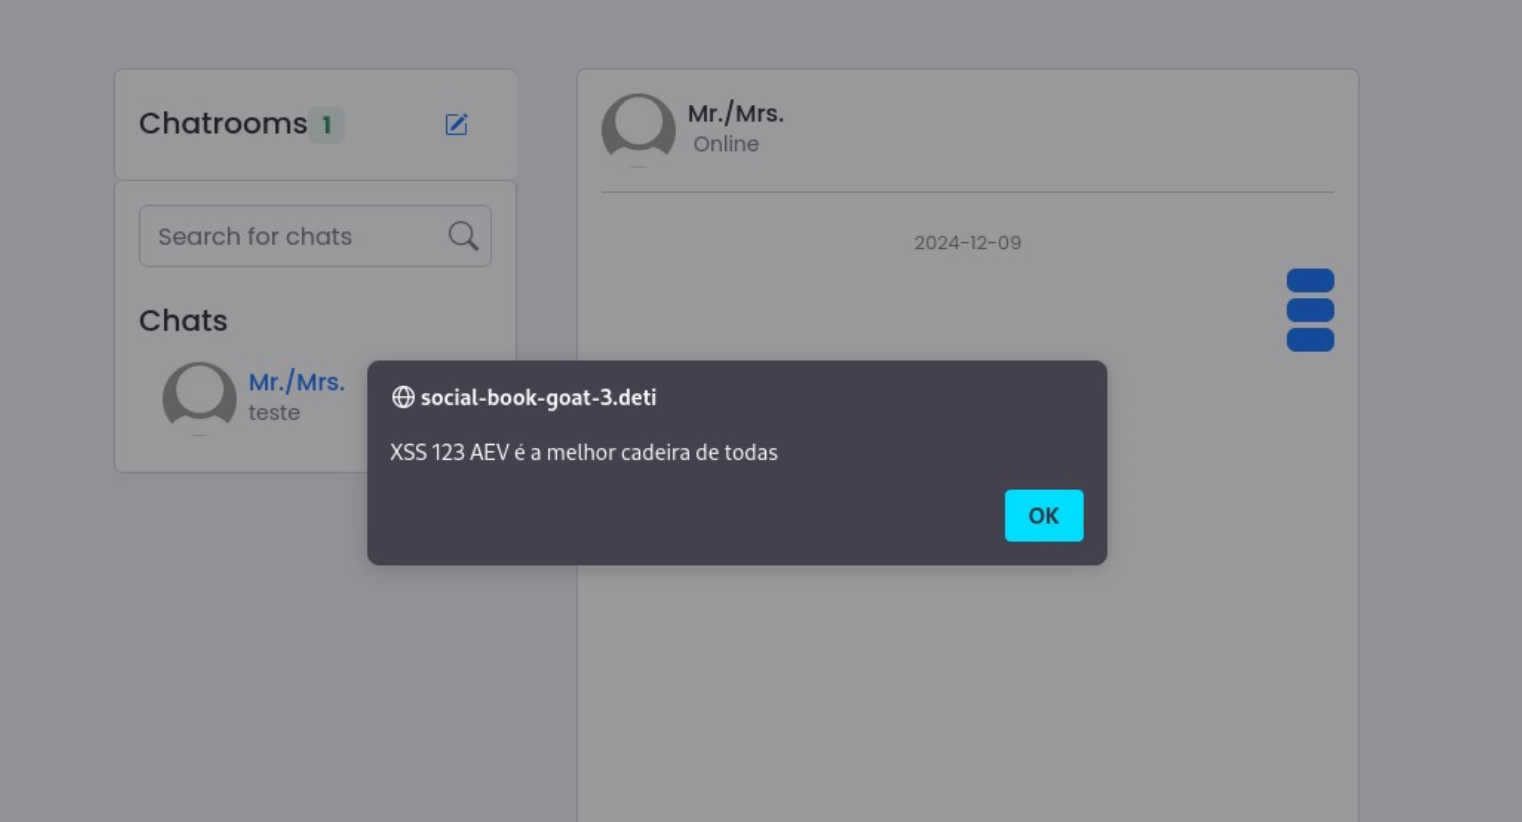 Chatrooms 1
Search for chats
Chats
Mr./Mrs.
teste
Mr./Mrs.
Online
2024-12-09
social-book-goat-3.deti
XSS 123 AEV é a melhor cadeira de todas
OK